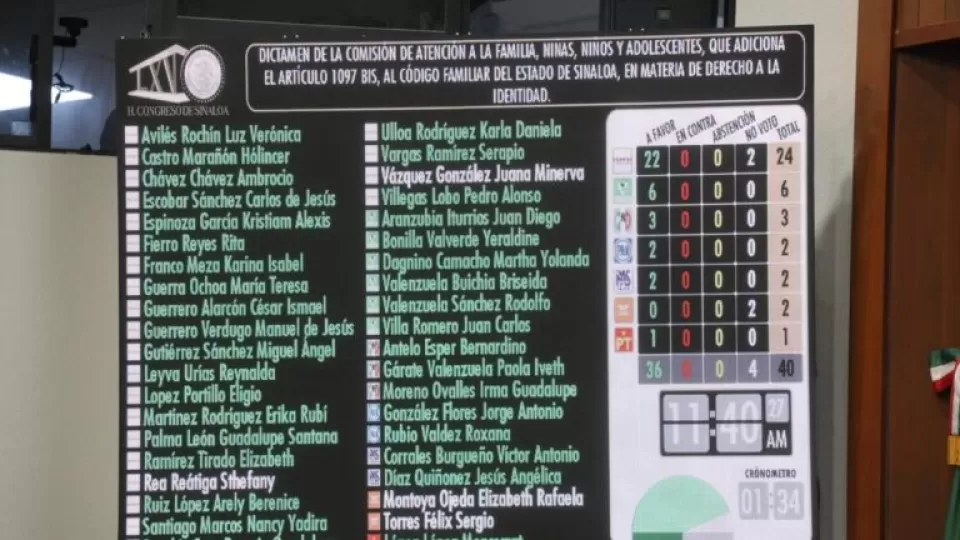 DICTAMEN DE LA COMISIÓN DE ATENCIÓN A LA FAMILIA, NIÑAS, NIÑOS Y ADOLESCENTES, QUE ADICIONA
EL ARTÍCULO 1097 BIS, AL CÓDIGO FAMILIAR DEL ESTADO DE SINALOA, EN MATERIA DE DERECHO A LA
IDENTIDAD.
LXIV
H. CONGRESO DE SINALOA
Avilés Rochín Luz Verónica
Castro Marañón Hólincer
Chávez Chávez Ambrocio
Escobar Sánchez Carlos de Jesús
Espinoza García Kristiam Alexis
Fierro Reyes Rita
Franco Meza Karina Isabel
Guerra Ochoa María Teresa
Guerrero Alarcón César Ismael
Guerrero Verdugo Manuel de Jesús
Gutiérrez Sánchez Miguel Ángel
Leyva Urías Reynalda
Lopez Portillo Eligio
Martínez Rodríguez Erika Rubí
Palma León Guadalupe Santana
Ramírez Tirado Elizabeth
Rea Reátiga Sthefany
Ruiz López Arely Berenice
Santiago Marcos Nancy Yadira
Ulloa Rodríguez Karla Daniela
Vargas Ramírez Serapio
Vázquez González Juana Minerva
Villegas Lobo Pedro Alonso
Aranzubia Iturrios Juan Diego
Bonilla Valverde Yeraldine
Dagnino Camacho Martha Yolanda
Valenzuela Buichia Briseida
Valenzuela Sánchez Rodolfo
Villa Romero Juan Carlos
Antelo Esper Bernardino
Gárate Valenzuela Paola Iveth
Moreno Ovalles Irma Guadalupe
González Flores Jorge Antonio
Rubio Valdez Roxana
Corrales Burgueño Víctor Antonio
Díaz Quiñonez Jesús Angélica
Montoya Ojeda Elizabeth Rafaela
Torres Félix Sergio
A FAVOR EN CONTRA ABSTENCIÓN NO VOTO TOTAL
22 0 0 2 24
6 0 0 0 6
3 0 0 0 3
2 0 0 0 2
2 0 0 0 2
0 0 0 2 2
PT 1 0 0 0 1
36 0 0 4 40
11:40 27 AM
CRÓNOMETRO
01:34